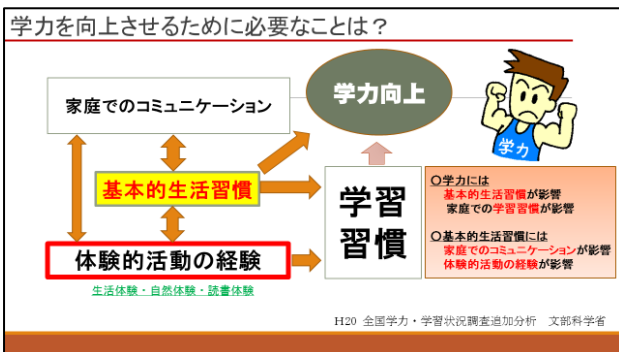 学力を向上させるために必要なことは？
家庭でのコミュニケーション
学力向上
学力
基本的生活習慣
学習
習慣
体験的活動の経験
生活体験・自然体験・読書体験
〇学力には
基本的生活習慣が影響
家庭での学習習慣が影響
〇基本的生活習慣には
家庭でのコミュニケーションが影響
体験的活動の経験が影響
H20 全国学力・学習状況調査追加分析　文部科学省